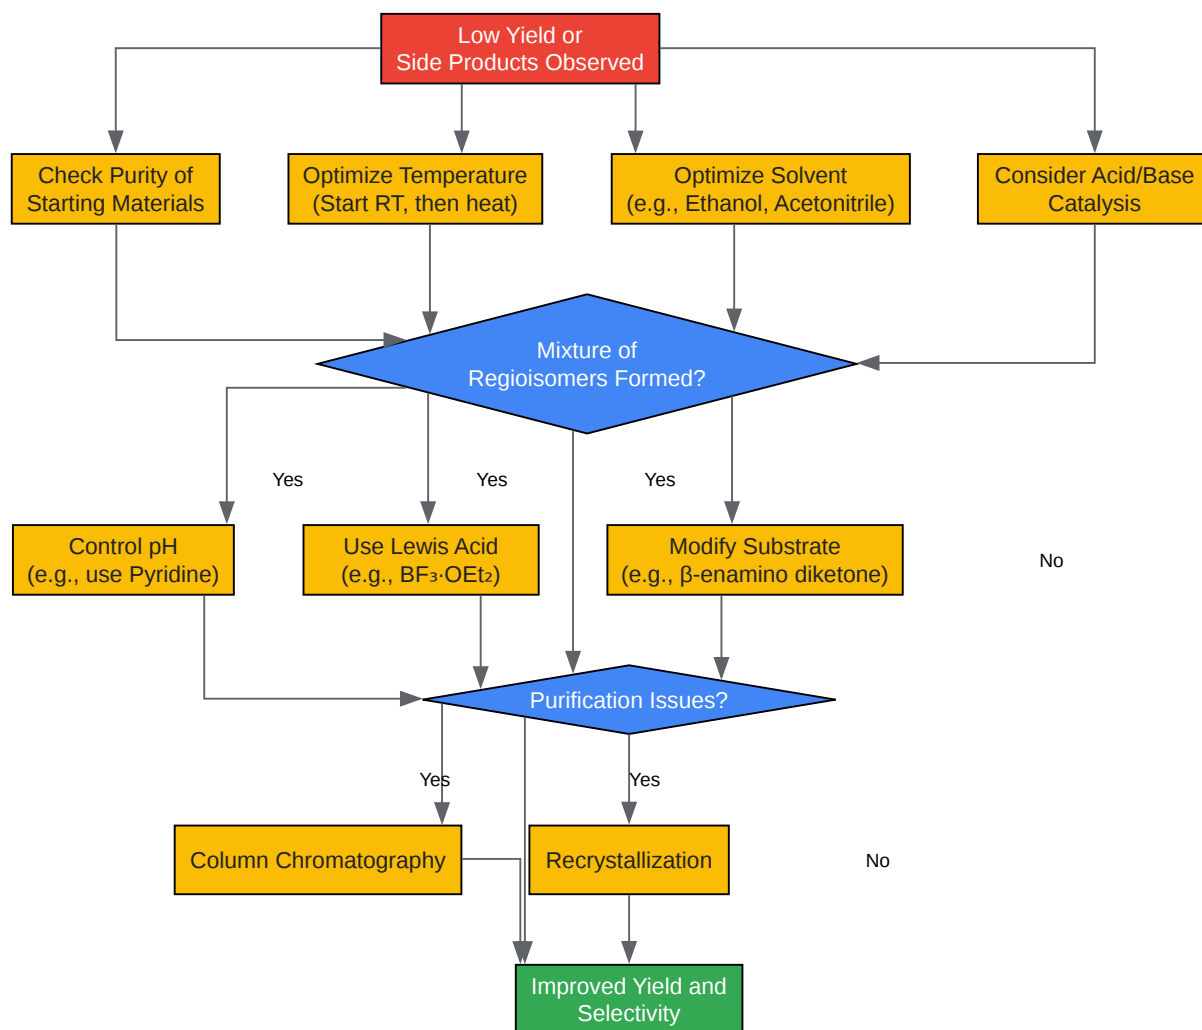 Low Yield or
Side Products Observed
Check Purity of
Starting Materials
Optimize Temperature
(Start RT, then heat)
Optimize Solvent
(e.g., Ethanol, Acetonitrile)
Consider Acid/Base
Catalysis
Mixture of
Regioisomers Formed?
Yes
Yes
Yes
No
Control pH
(e.g., use Pyridine)
Use Lewis Acid
(e.g., BF₃·OEt₂)
Modify Substrate
(e.g., β-enamino diketone)
Purification Issues?
Yes
Yes
No
Column Chromatography
Recrystallization
Improved Yield and
Selectivity